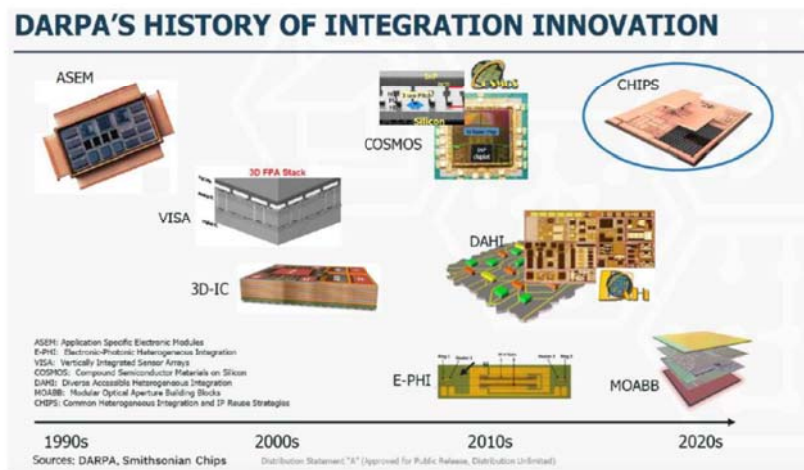 DARPA'S HISTORY OF INTEGRATION INNOVATION
ASEM
COSMOS
Silicon
COSMOS
CHIPS
3D FPA Stack
VISA
DAHI
3D-IC
ASEM: Application Specific Electronic Modules
E-PHI: Electronic-Photonic Heterogeneous Integration
VISA: Vertically Integrated Sensor Arrays
COSMOS: Compound Semiconductor Materials on Silicon
DAHI: Diverse Accessible Heterogeneous Integration
MOABB: Modular Optical Aperture Building Blocks
CHIPS: Common Heterogeneous Integration and IP Reuse Strategies
E-PHI
MOABB
1990s 2000s 2010s 2020s
Sources: DARPA, Smithsonian Chips
Distribution Statement "A" (Approved for Public Release, Distribution Unlimited)